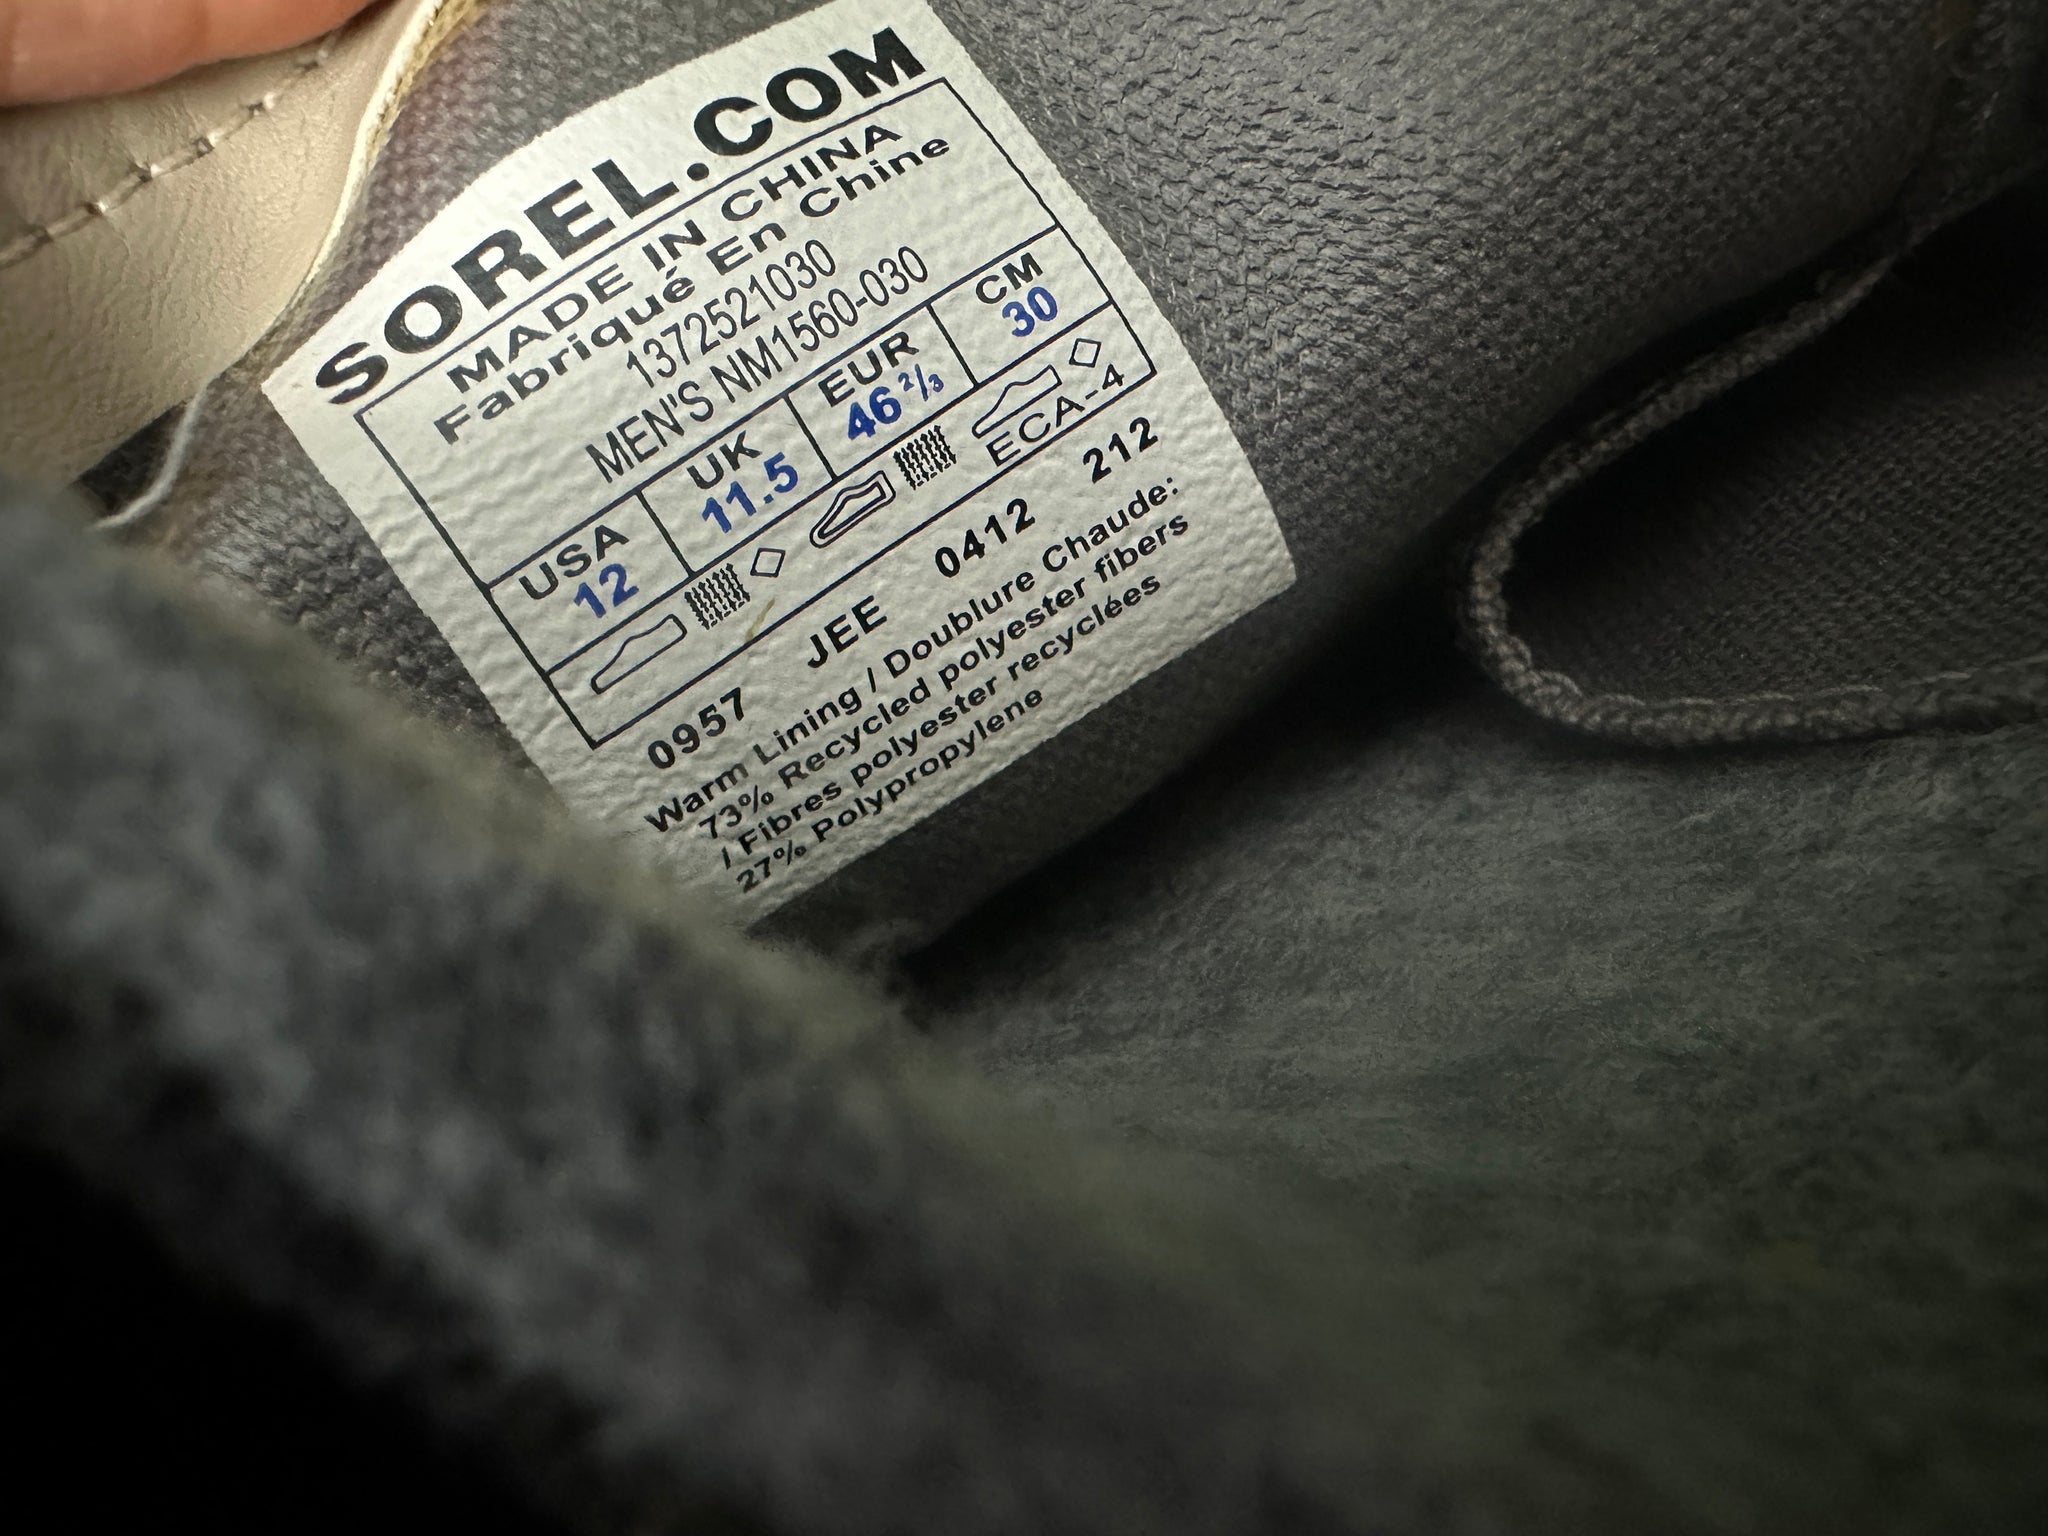 SOREL.COM
MADE IN CHINA
Fabriqué En Chine
1372521030
MEN'S NM1560-030
USA UK EUR CM
12 11.5 46 2/3 30
ECA-4
0957 JEE 0412 212
Warm Lining / Doublure Chaude:
73% Recycled polyester fibers
/ Fibres polyester recyclées
27% Polypropylene